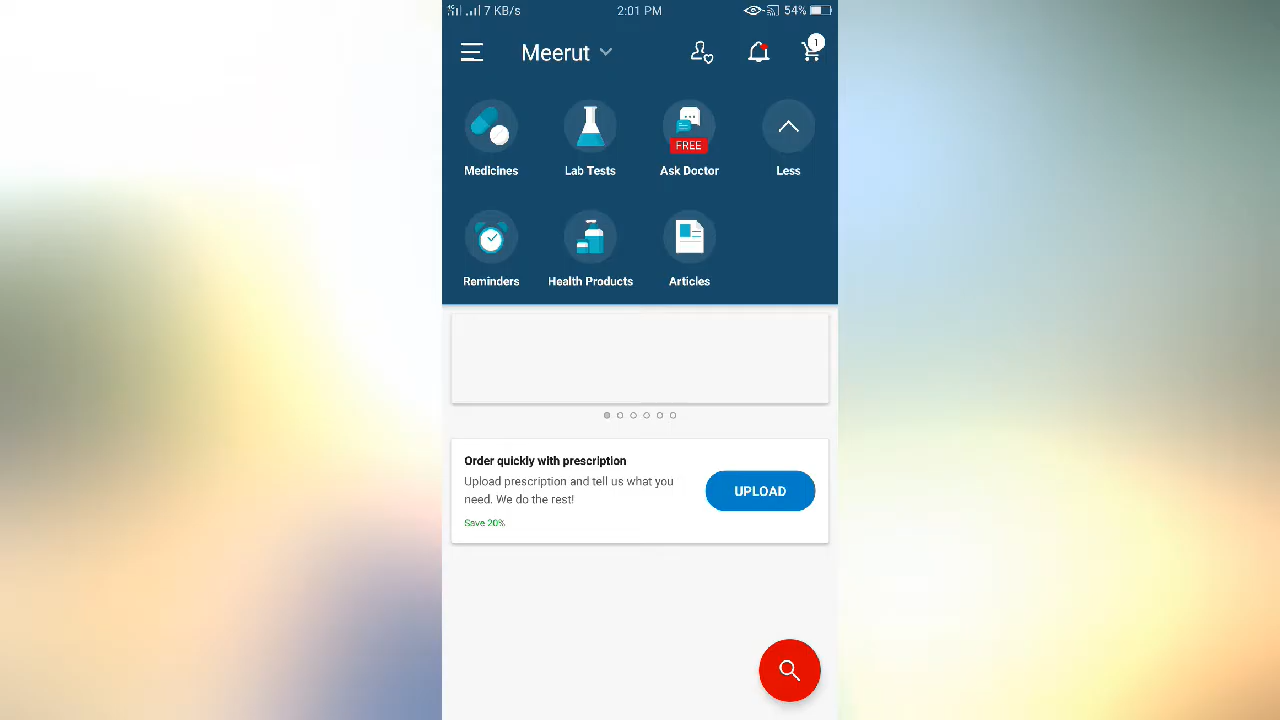 7 KB/s 2:01 PM 54%
Meerut 1
FREE
Medicines Lab Tests Ask Doctor Less
Reminders Health Products Articles
Order quickly with prescription
Upload prescription and tell us what you
need. We do the rest!
UPLOAD
Save 20%